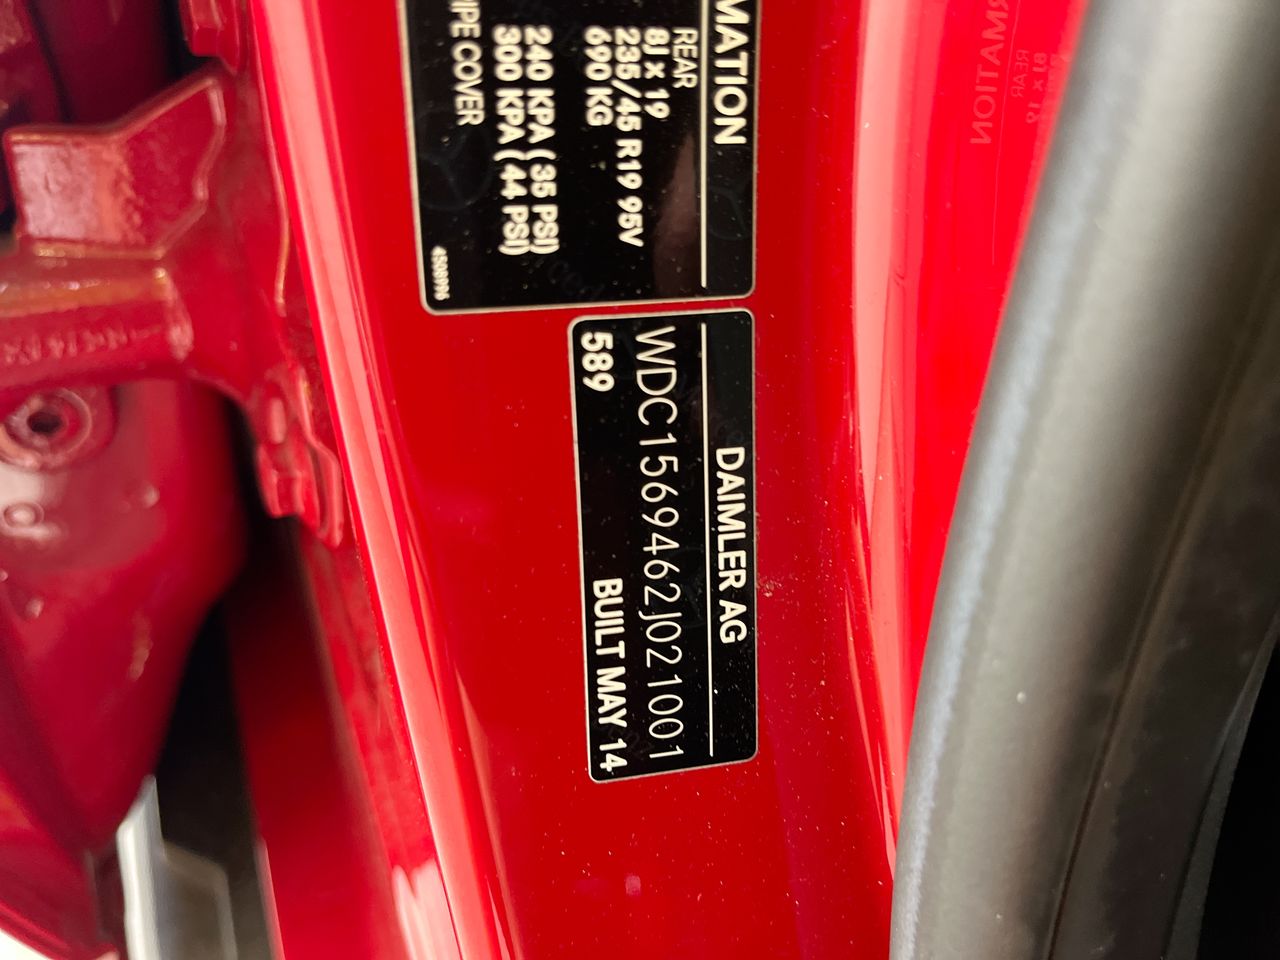 MATION
REAR
8J x 19
235/45 R19 95V
690 KG
240 KPA (35 PSI)
300 KPA (44 PSI)
IPE COVER
4508996
DAIMLER AG
WDC1569462J021001
589 BUILT MAY 14